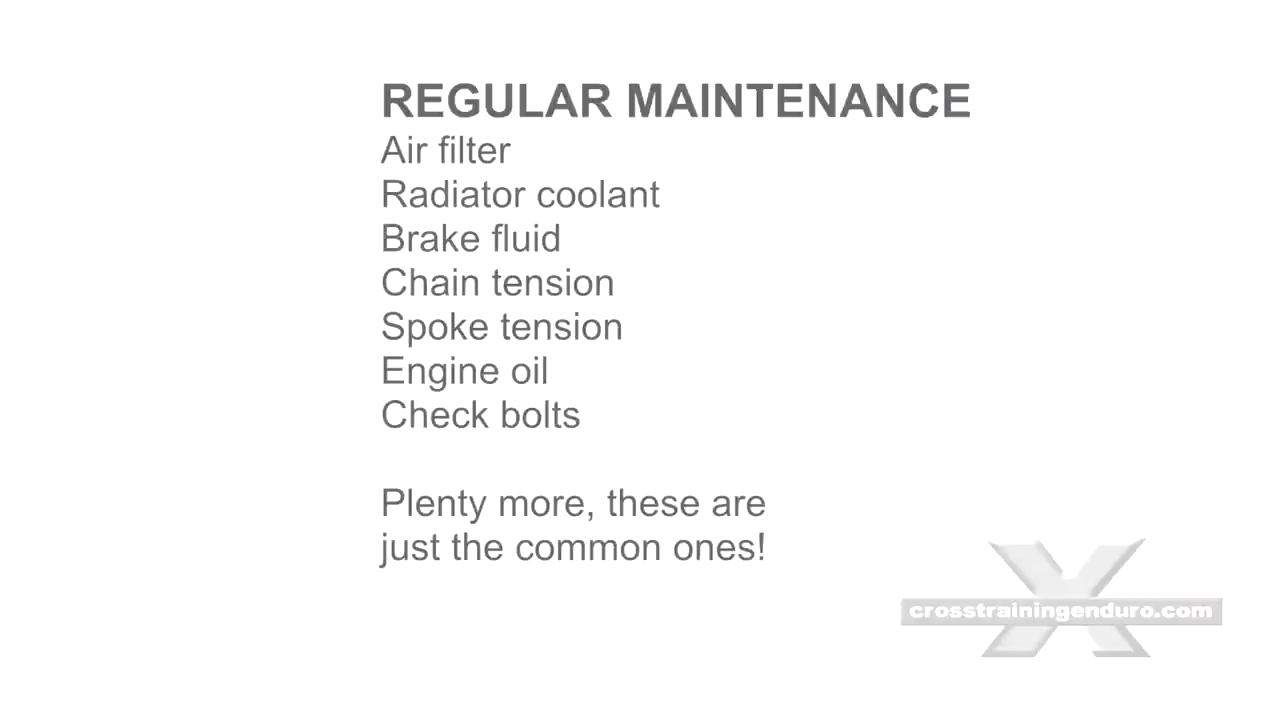 REGULAR MAINTENANCE
Air filter
Radiator coolant
Brake fluid
Chain tension
Spoke tension
Engine oil
Check bolts
Plenty more, these are
just the common ones!
X
crosstrainingenduro.com